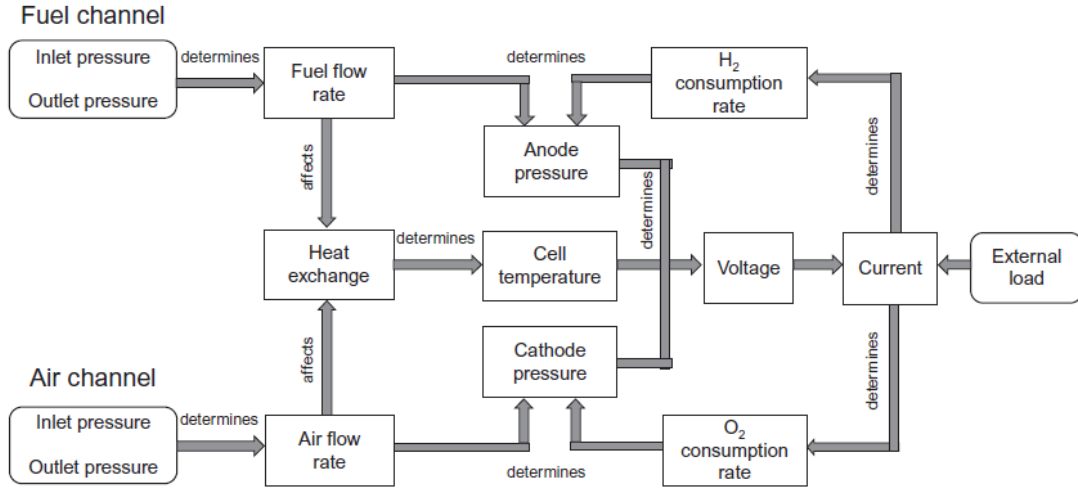 Fuel channel
Inlet pressure
Outlet pressure
determines
Fuel flow
rate
determines
H₂
consumption
rate
Anode
pressure
affects
determines
determines
Heat
exchange
determines
Cell
temperature
Voltage
Current
External
load
Cathode
pressure
affects
determines
Air channel
Inlet pressure
Outlet pressure
determines
Air flow
rate
determines
O₂
consumption
rate